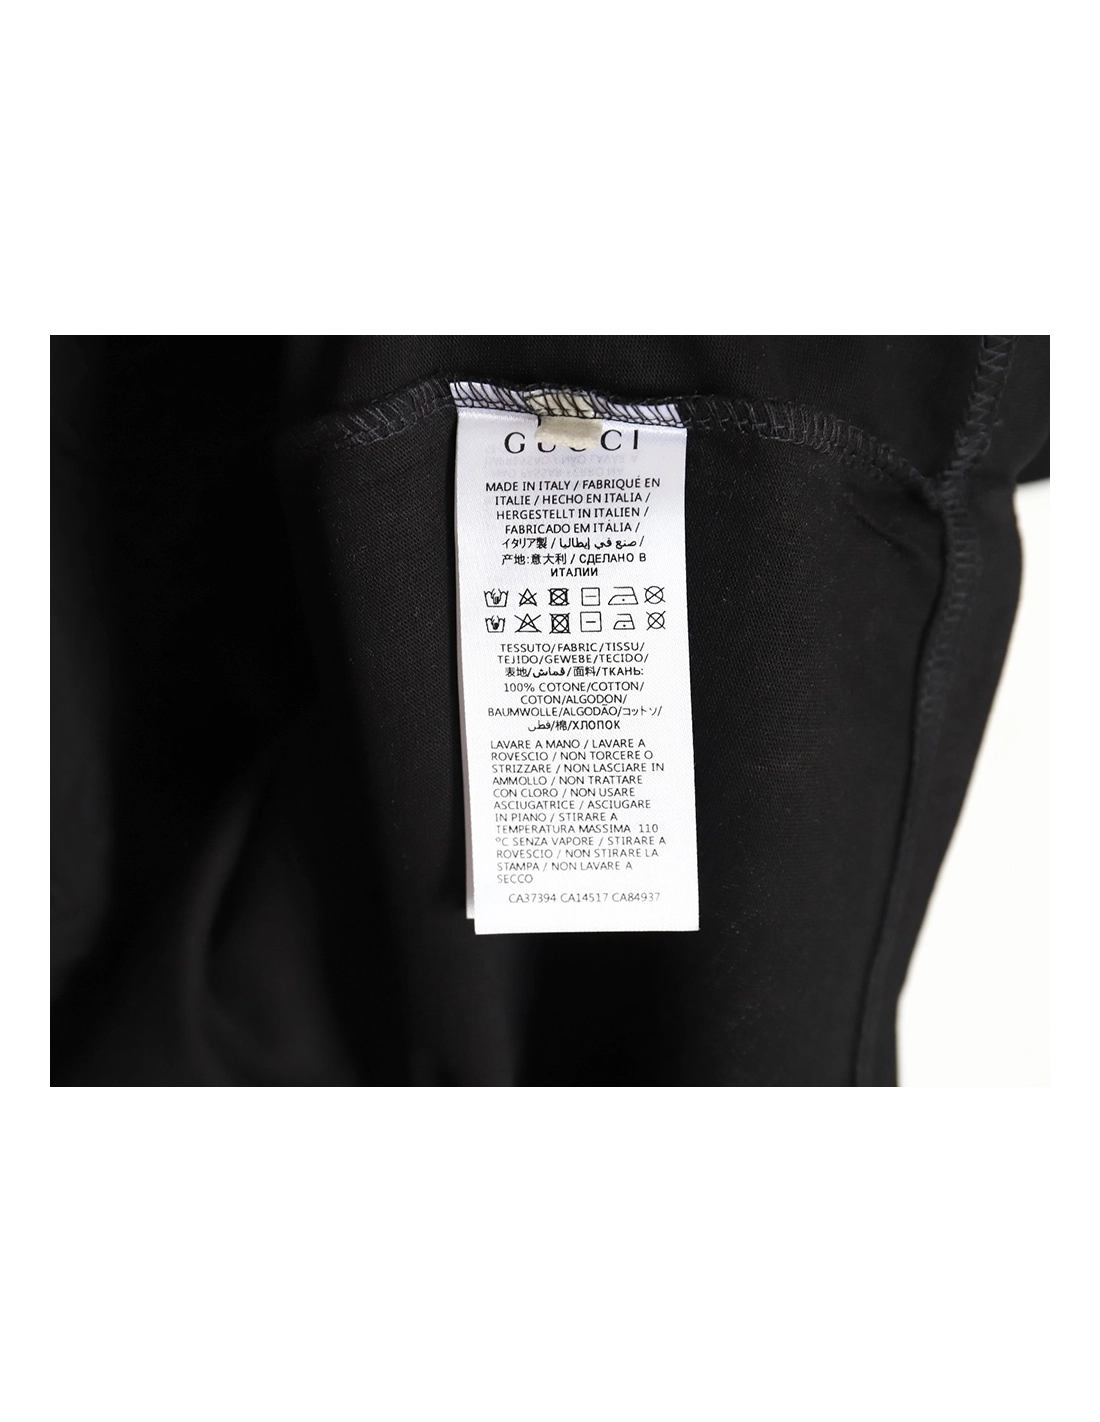 GUCCI
MADE IN ITALY / FABRIQUÉ EN
ITALIE / HECHO EN ITALIA /
HERGESTELLT IN ITALIEN /
FABRICADO EM ITÁLIA /
イタリア製 / صنع في إيطاليا /
产地:意大利 / СДЕЛАНО В
ИТАЛИИ
TESSUTO/FABRIC/TISSU/
TEJIDO/GEWEBE/TECIDO/
表地/قماش/面料/ТКАНЬ:
100% COTONE/COTTON/
COTON/ALGODON/
BAUMWOLLE/ALGODÃO/コットソ/
قطن/棉/ХЛОПОК
LAVARE A MANO / LAVARE A
ROVESCIO / NON TORCERE O
STRIZZARE / NON LASCIARE IN
AMMOLLO / NON TRATTARE
CON CLORO / NON USARE
ASCIUGATRICE / ASCIUGARE
IN PIANO / STIRARE A
TEMPERATURA MASSIMA 110
°C SENZA VAPORE / STIRARE A
ROVESCIO / NON STIRARE LA
STAMPA / NON LAVARE A
SECCO
CA37394 CA14517 CA84937